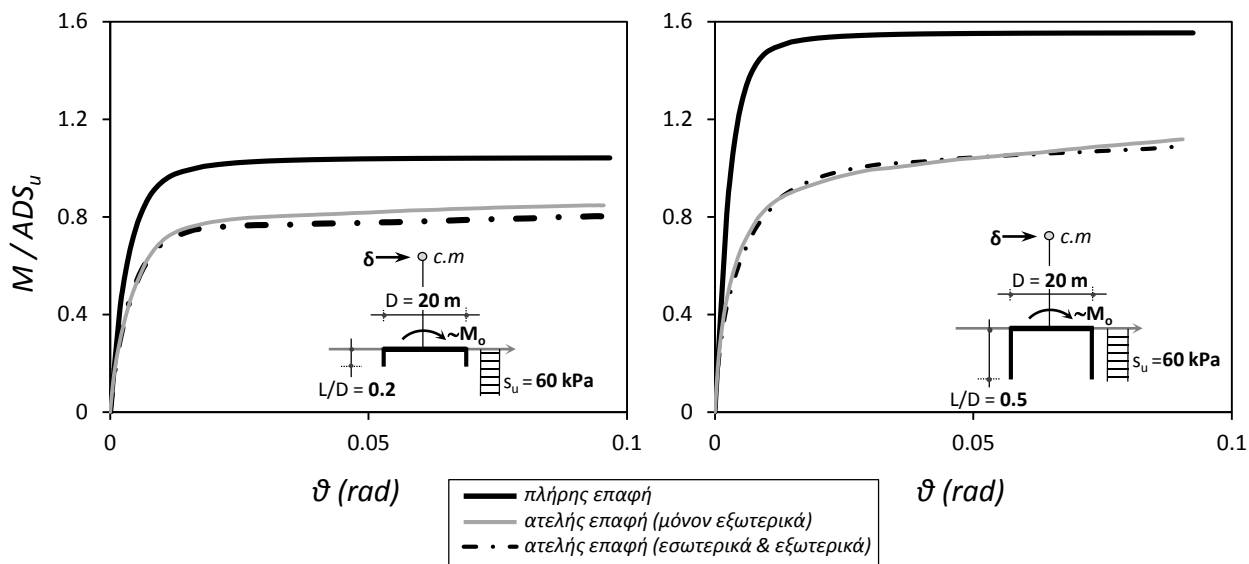 M / ADSᵤ
1.6
1.2
0.8
0.4
0
0
0.05
0.1
ϑ (rad)
δ
c.m
D = 20 m
~Mₒ
L/D = 0.2
sᵤ = 60 kPa
1.6
1.2
0.8
0.4
0
0
0.05
0.1
ϑ (rad)
δ
c.m
D = 20 m
~Mₒ
L/D = 0.5
sᵤ = 60 kPa
πλήρης επαφή
ατελής επαφή (μόνον εξωτερικά)
ατελής επαφή (εσωτερικά & εξωτερικά)